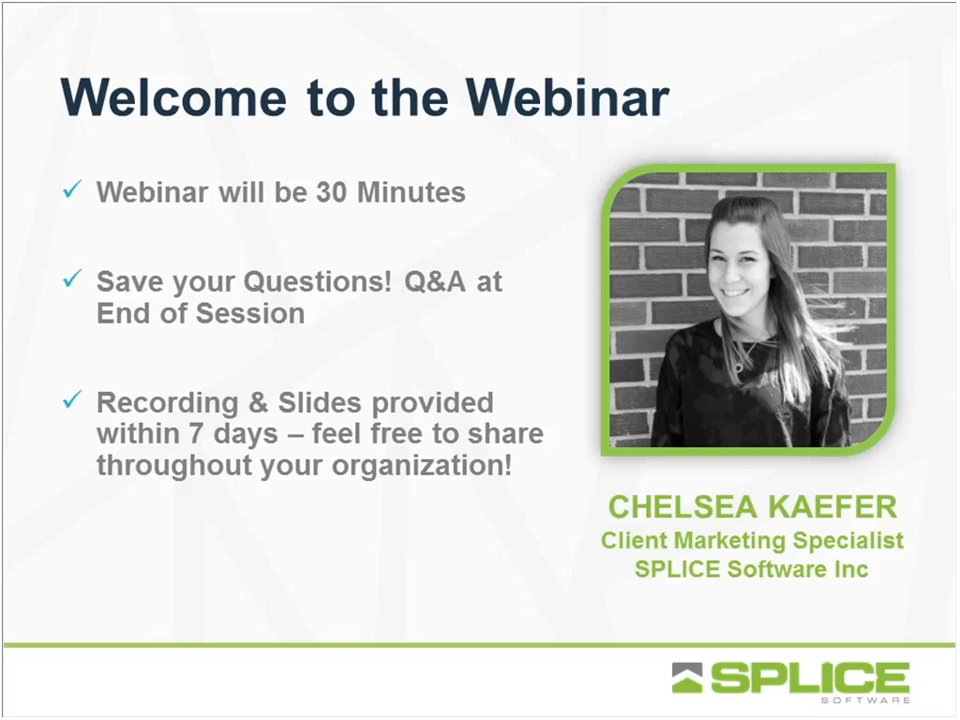 Welcome to the Webinar
Webinar will be 30 Minutes
Save your Questions! Q&A at
End of Session
Recording & Slides provided
within 7 days – feel free to share
throughout your organization!
CHELSEA KAEFER
Client Marketing Specialist
SPLICE Software Inc
SPLICE
SOFTWARE